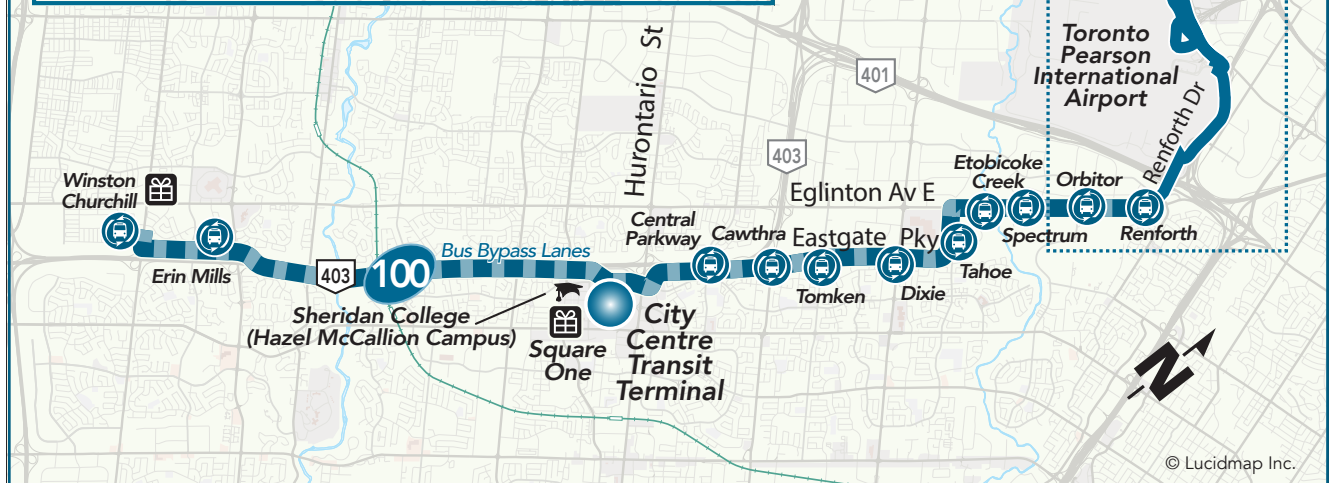 Toronto
Pearson
International
Airport
Hurontario St
401
403
Renforth Dr
Winston
Churchill
Etobicoke
Creek
Orbitor
Eglinton Av E
Central
Parkway
Cawthra
Eastgate Pky
Spectrum
Renforth
Erin Mills
403
100
Bus Bypass Lanes
Tahoe
Tomken
Dixie
Sheridan College
(Hazel McCallion Campus)
Square
One
City
Centre
Transit
Terminal
N
© Lucidmap Inc.